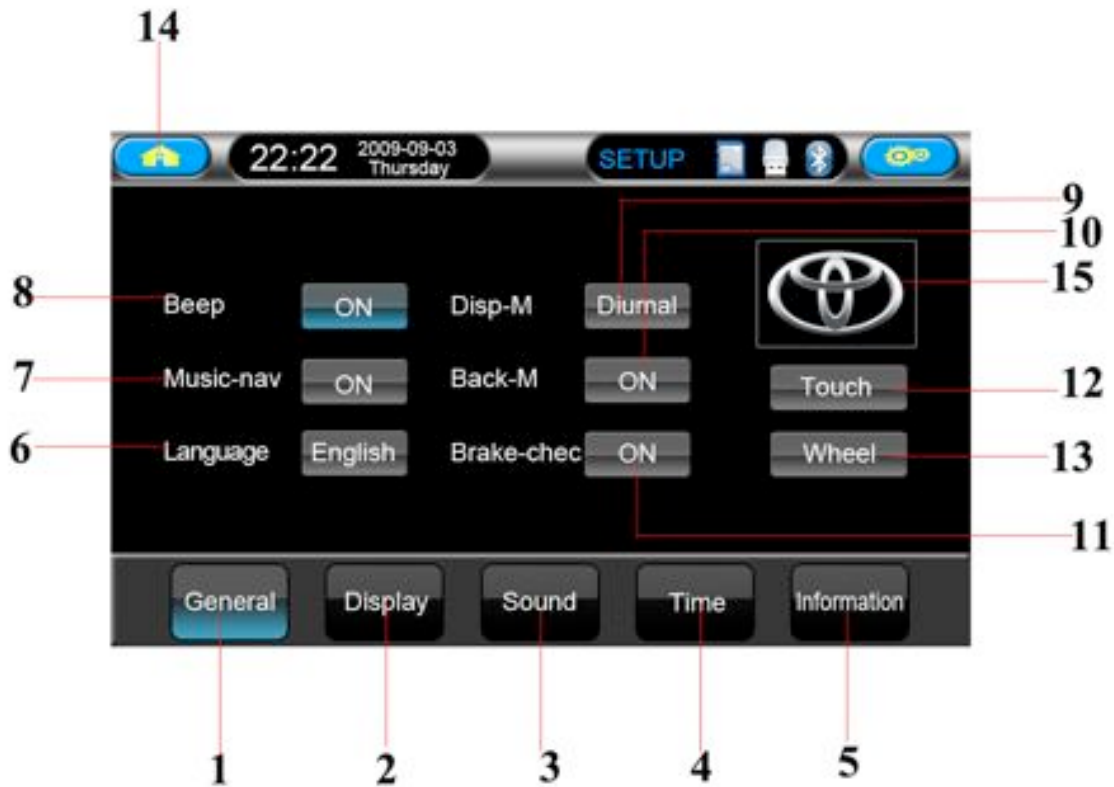 14
22:22 2009-09-03
Thursday
SETUP
9
10
15
8 Beep ON Disp-M Diurnal
7 Music-nav ON Back-M ON Touch 12
6 Language English Brake-chec ON Wheel 13
11
General Display Sound Time Information
1 2 3 4 5